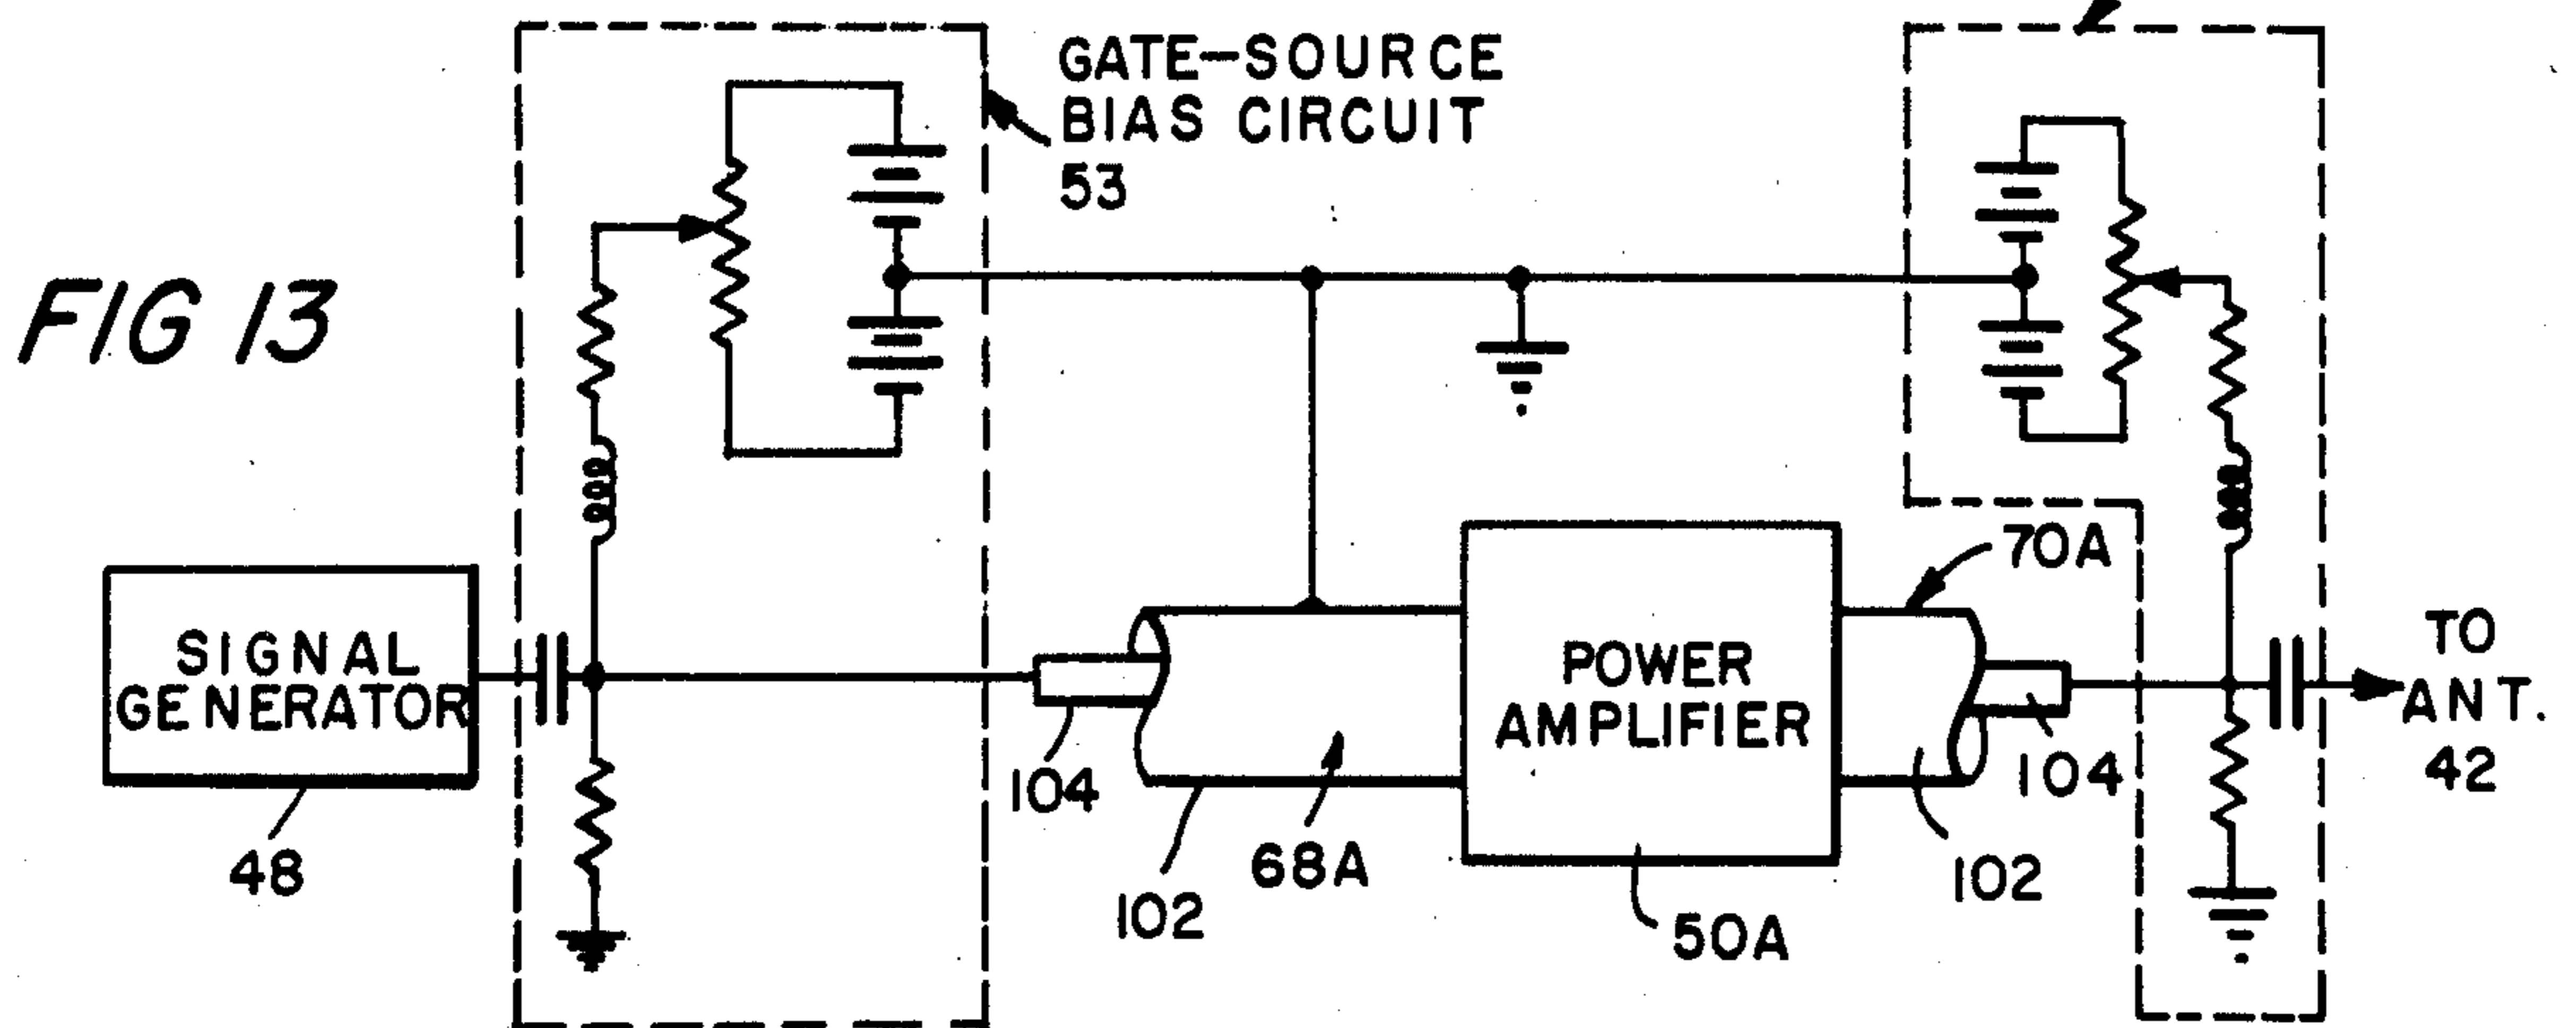 FIG 13
GATE-SOURCE
BIAS CIRCUIT
53
SIGNAL
GENERATOR
48
104
102
68A
POWER
AMPLIFIER
50A
70A
102
104
TO
ANT.
42